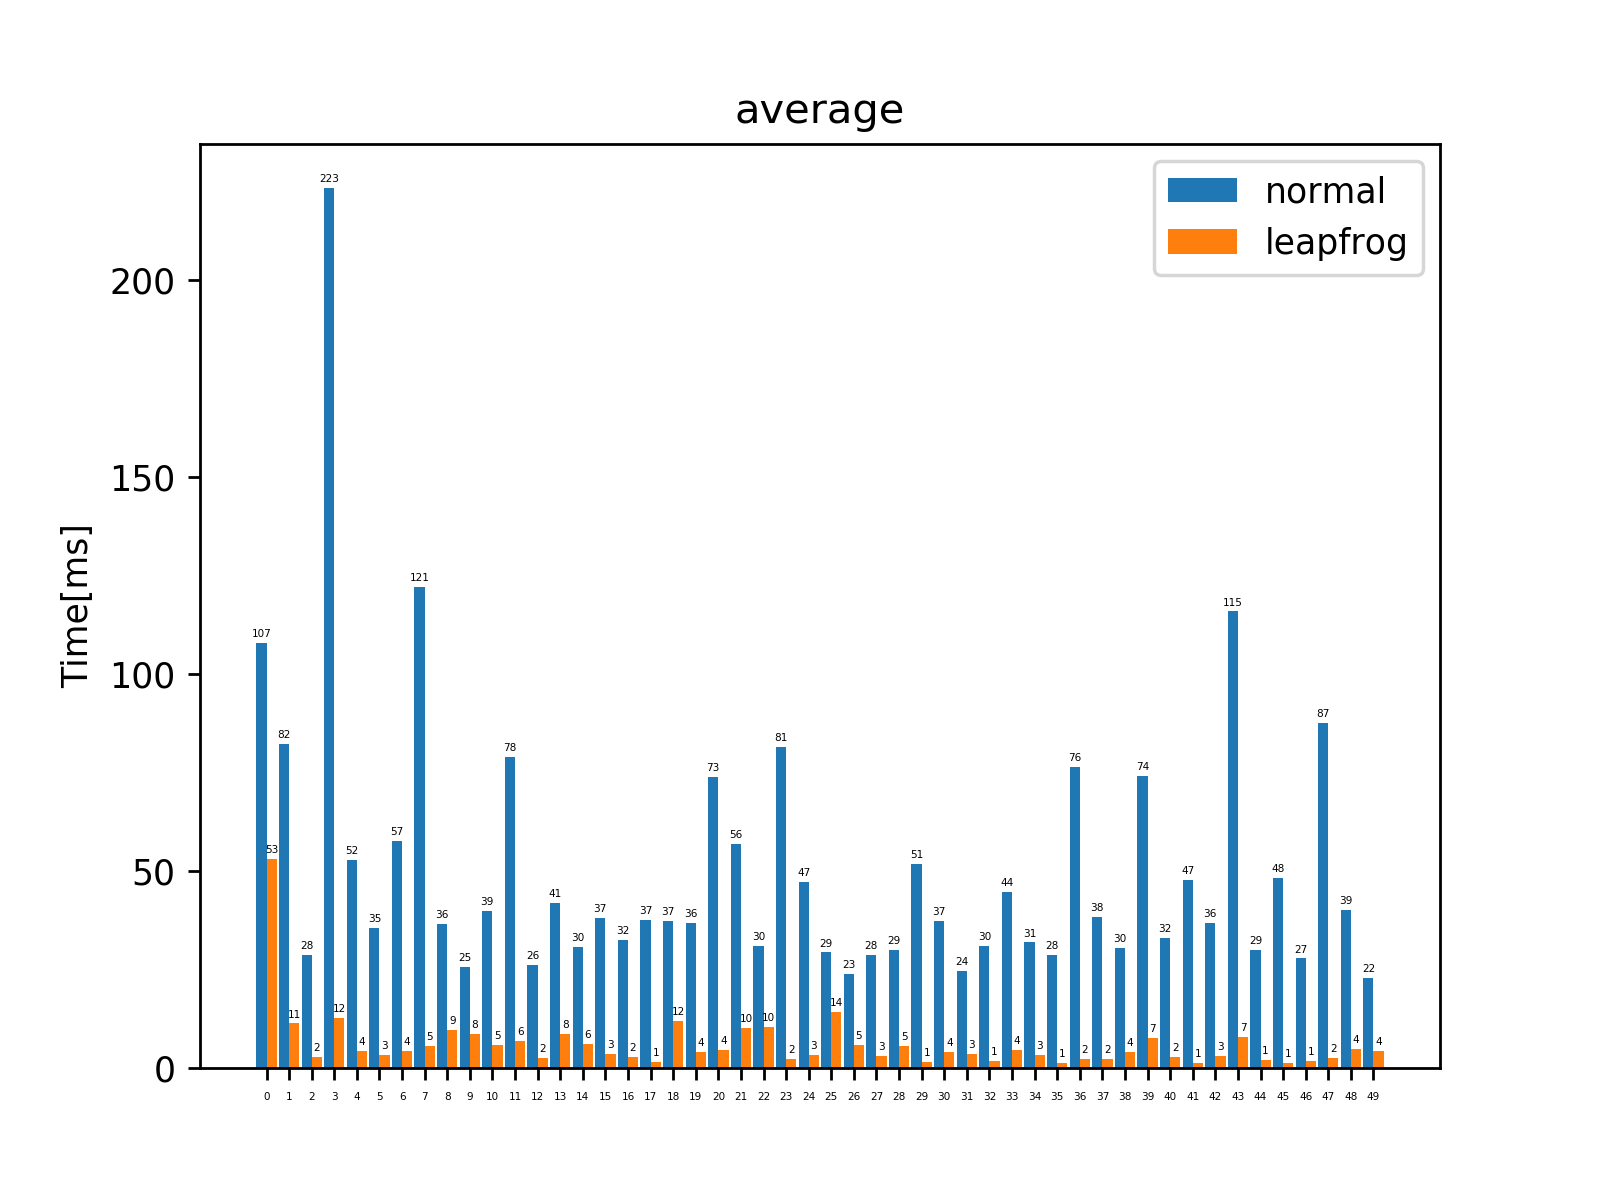 average
normal
leapfrog
Time[ms]
200
150
100
50
0
107 82 28 223 52 35 57 121 36 25 39 78 26 41 30 37 32 37 37 36 73 56 30 81 47 29 23 28 29 51 37 24 30 44 31 28 76 38 30 74 32 47 36 115 29 48 27 87 39 22
53 11 2 12 4 3 4 5 9 8 5 6 2 8 6 3 2 1 12 4 4 10 10 2 3 14 5 3 5 1 4 3 1 4 3 1 2 2 4 7 2 1 3 7 1 1 1 2 4 4
0 1 2 3 4 5 6 7 8 9 10 11 12 13 14 15 16 17 18 19 20 21 22 23 24 25 26 27 28 29 30 31 32 33 34 35 36 37 38 39 40 41 42 43 44 45 46 47 48 49